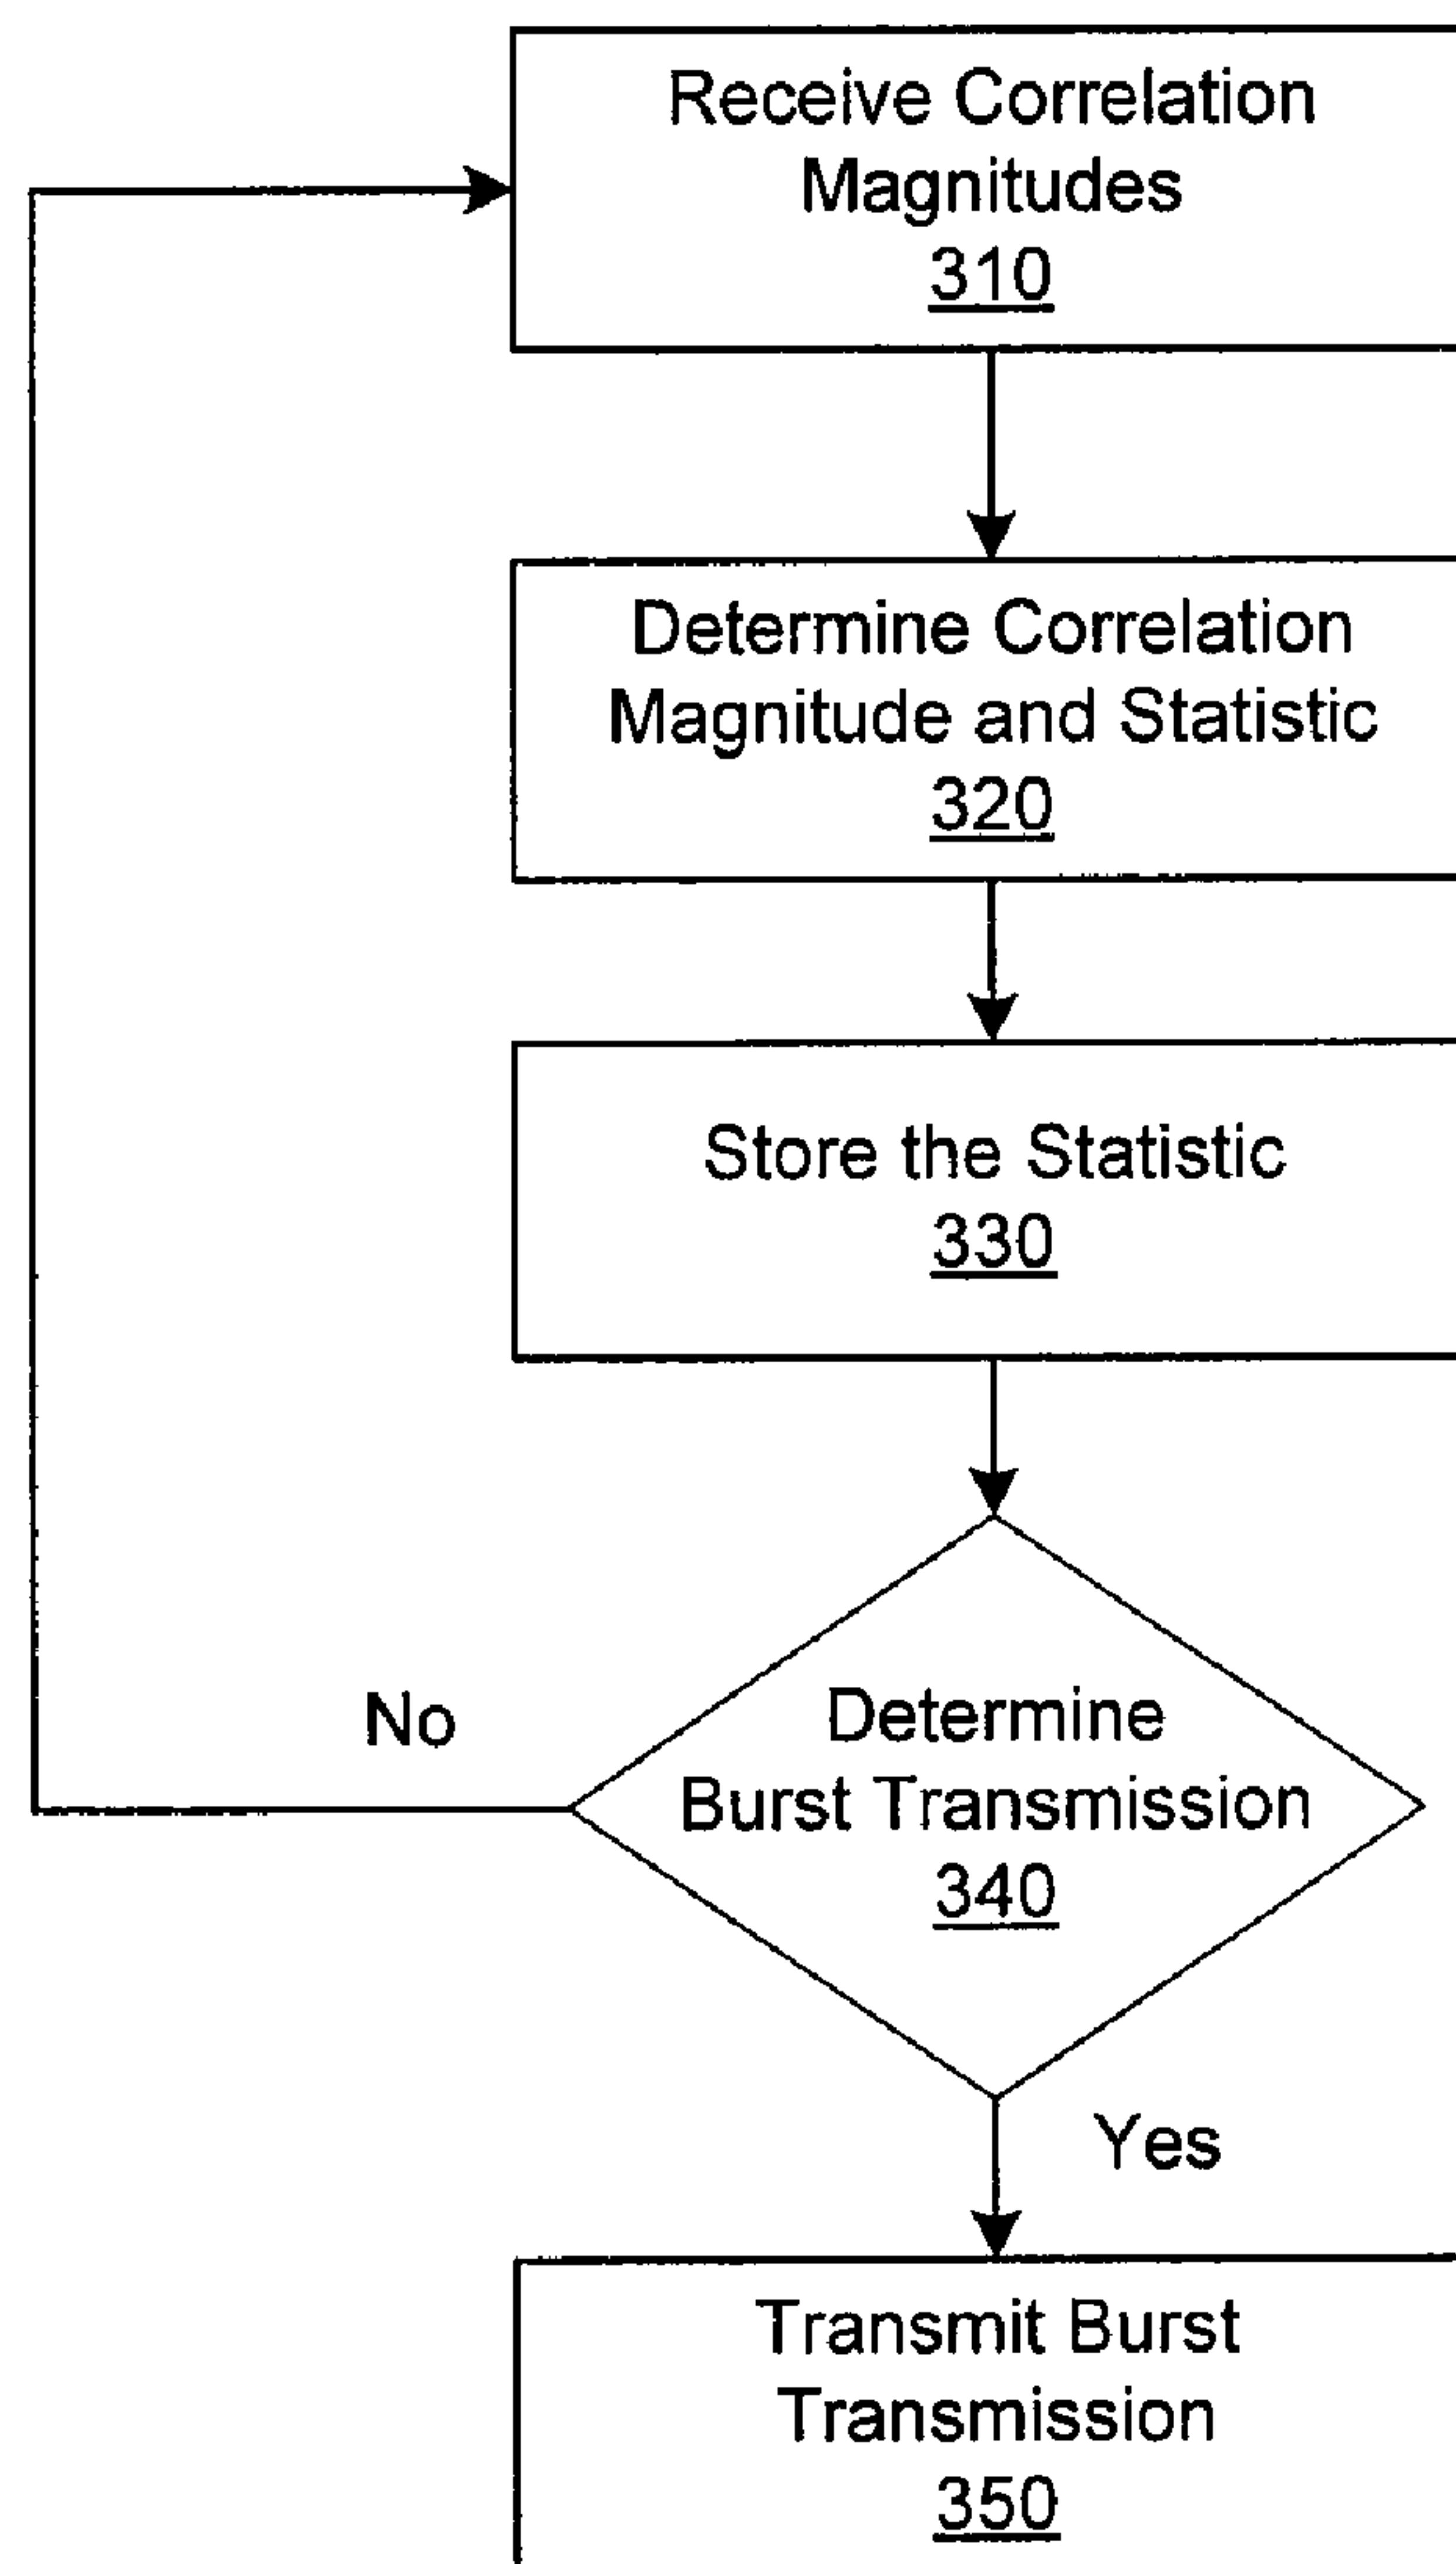 Receive Correlation
Magnitudes
310
Determine Correlation
Magnitude and Statistic
320
Store the Statistic
330
Determine
Burst Transmission
340
No
Yes
Transmit Burst
Transmission
350